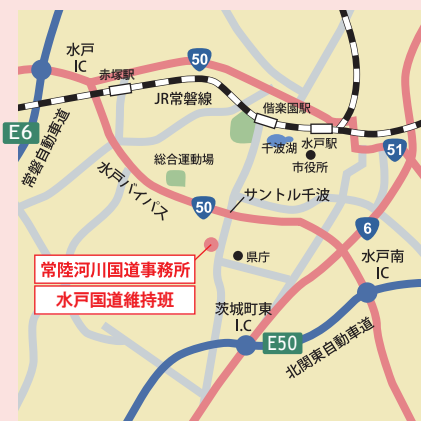 水戸
IC
50
赤塚駅
JR常磐線
偕楽園駅
E6
常磐自動車道
千波湖
水戸駅
市役所
51
総合運動場
水戸バイパス
50
サントル千波
6
県庁
水戸南
IC
常陸河川国道事務所
水戸国道維持班
茨城町東
I.C
E50
北関東自動車道